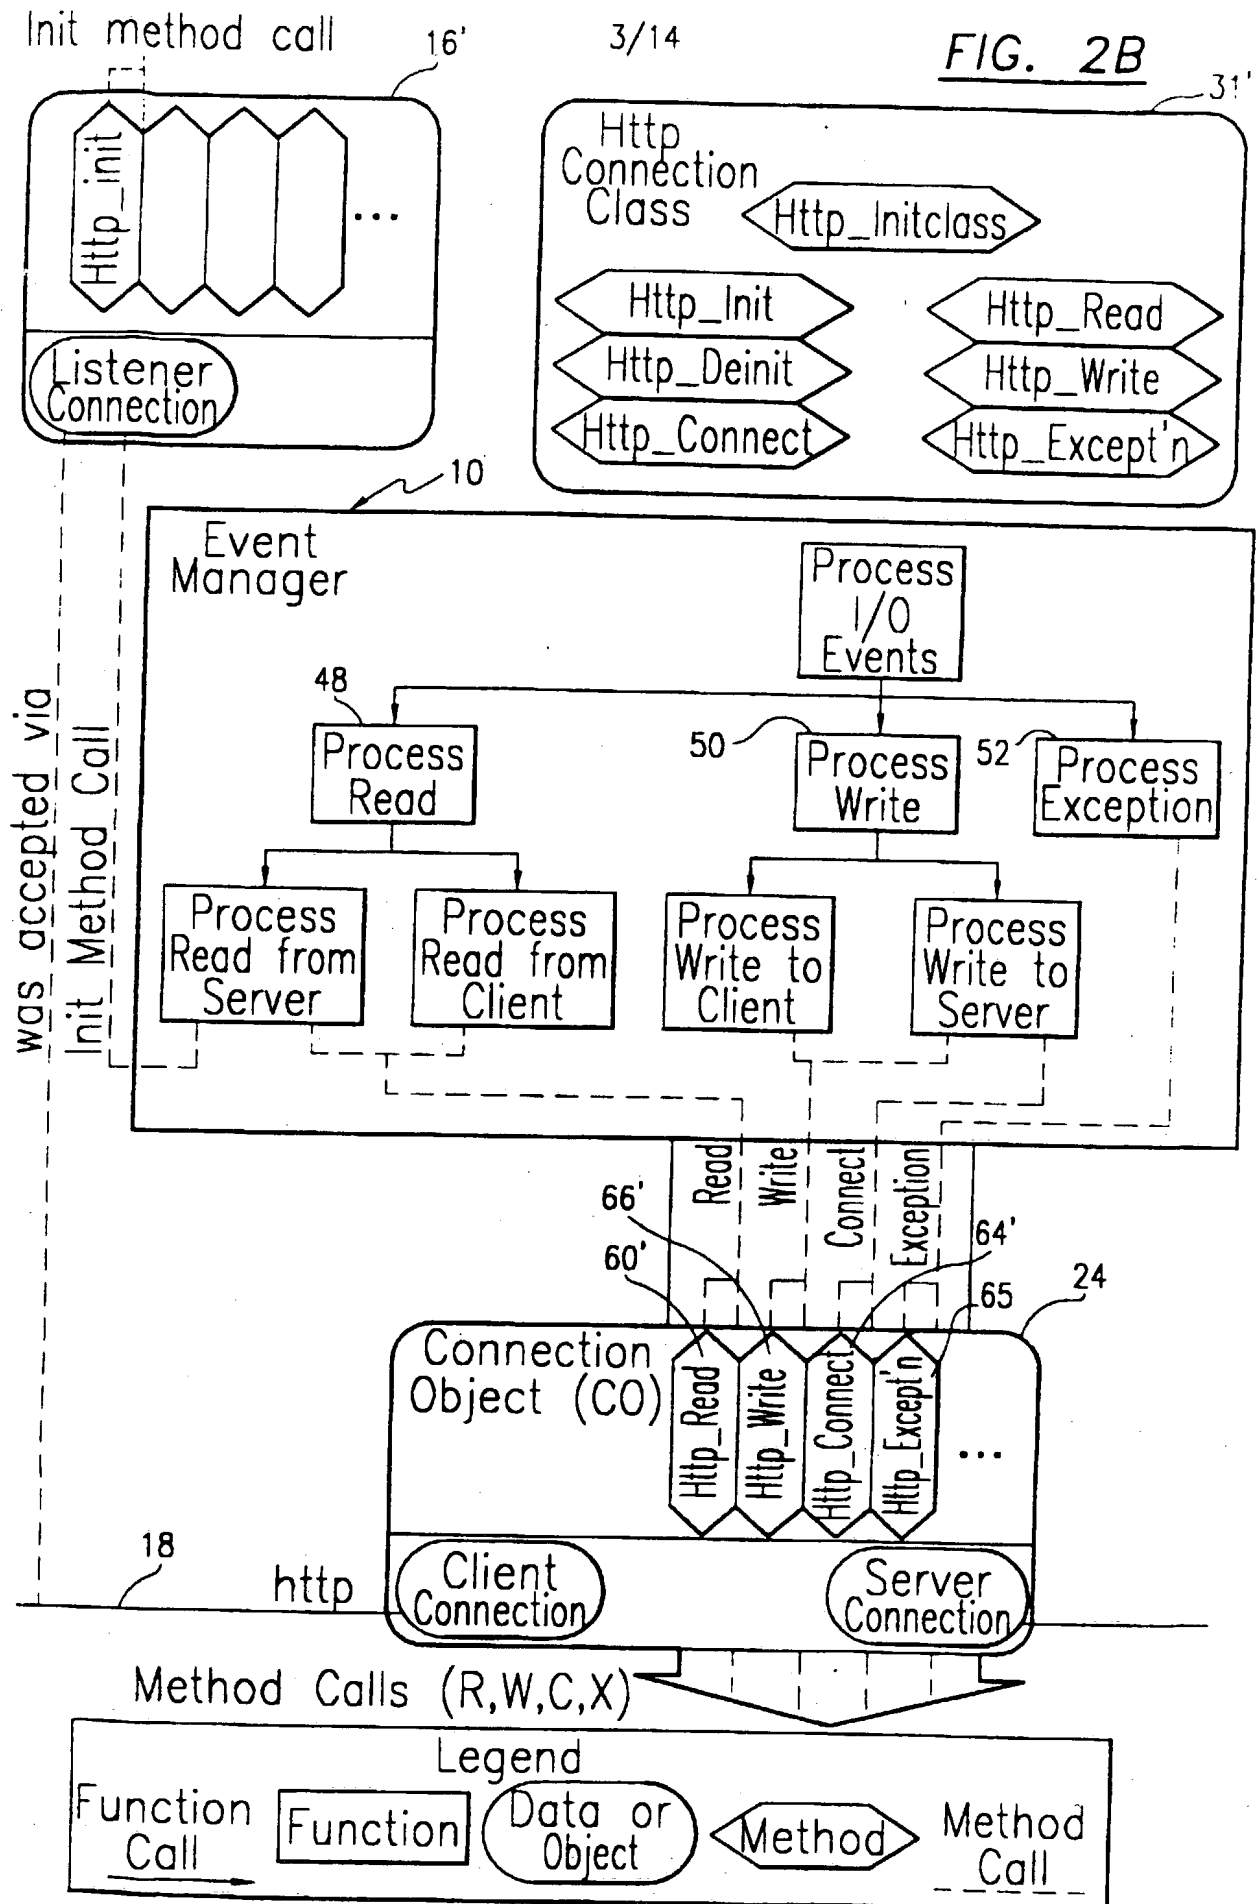 Init method call
16'
3/14
FIG. 2B
31'
Http_init
...
Listener
Connection
Http
Connection
Class
Http_Initclass
Http_Init
Http_Deinit
Http_Connect
Http_Read
Http_Write
Http_Except'n
10
Event
Manager
Process
I/O
Events
48
Process
Read
50
Process
Write
52
Process
Exception
Process
Read from
Server
Process
Read from
Client
Process
Write to
Client
Process
Write to
Server
was accepted via
Init Method Call
Read
Write
Connect
Exception
66'
60'
64'
65
24
Connection
Object (CO)
Http_Read
Http_Write
Http_Connect
Http_Except'n
...
18
http
Client
Connection
Server
Connection
Method Calls (R,W,C,X)
Legend
Function
Call
Function
Data or
Object
Method
Method
Call